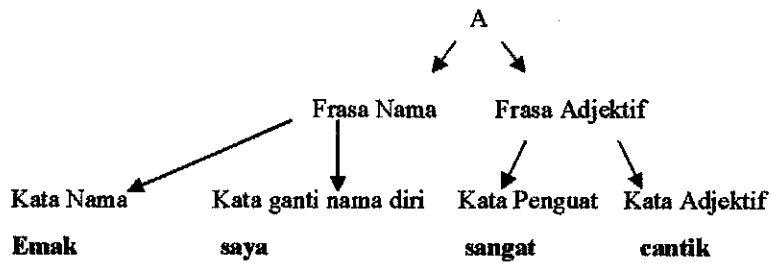 A
Frasa Nama Frasa Adjektif
Kata Nama Kata ganti nama diri Kata Penguat Kata Adjektif
Emak saya sangat cantik